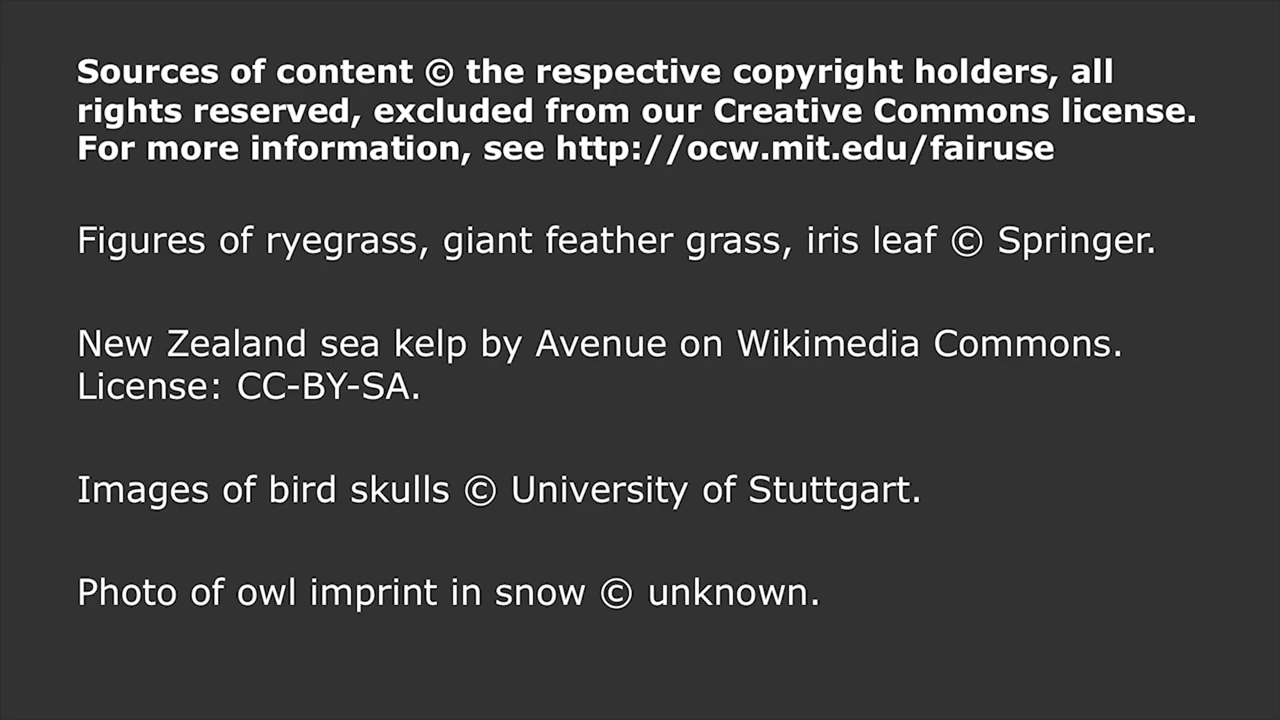 Sources of content © the respective copyright holders, all
rights reserved, excluded from our Creative Commons license.
For more information, see http://ocw.mit.edu/fairuse
Figures of ryegrass, giant feather grass, iris leaf © Springer.
New Zealand sea kelp by Avenue on Wikimedia Commons.
License: CC-BY-SA.
Images of bird skulls © University of Stuttgart.
Photo of owl imprint in snow © unknown.